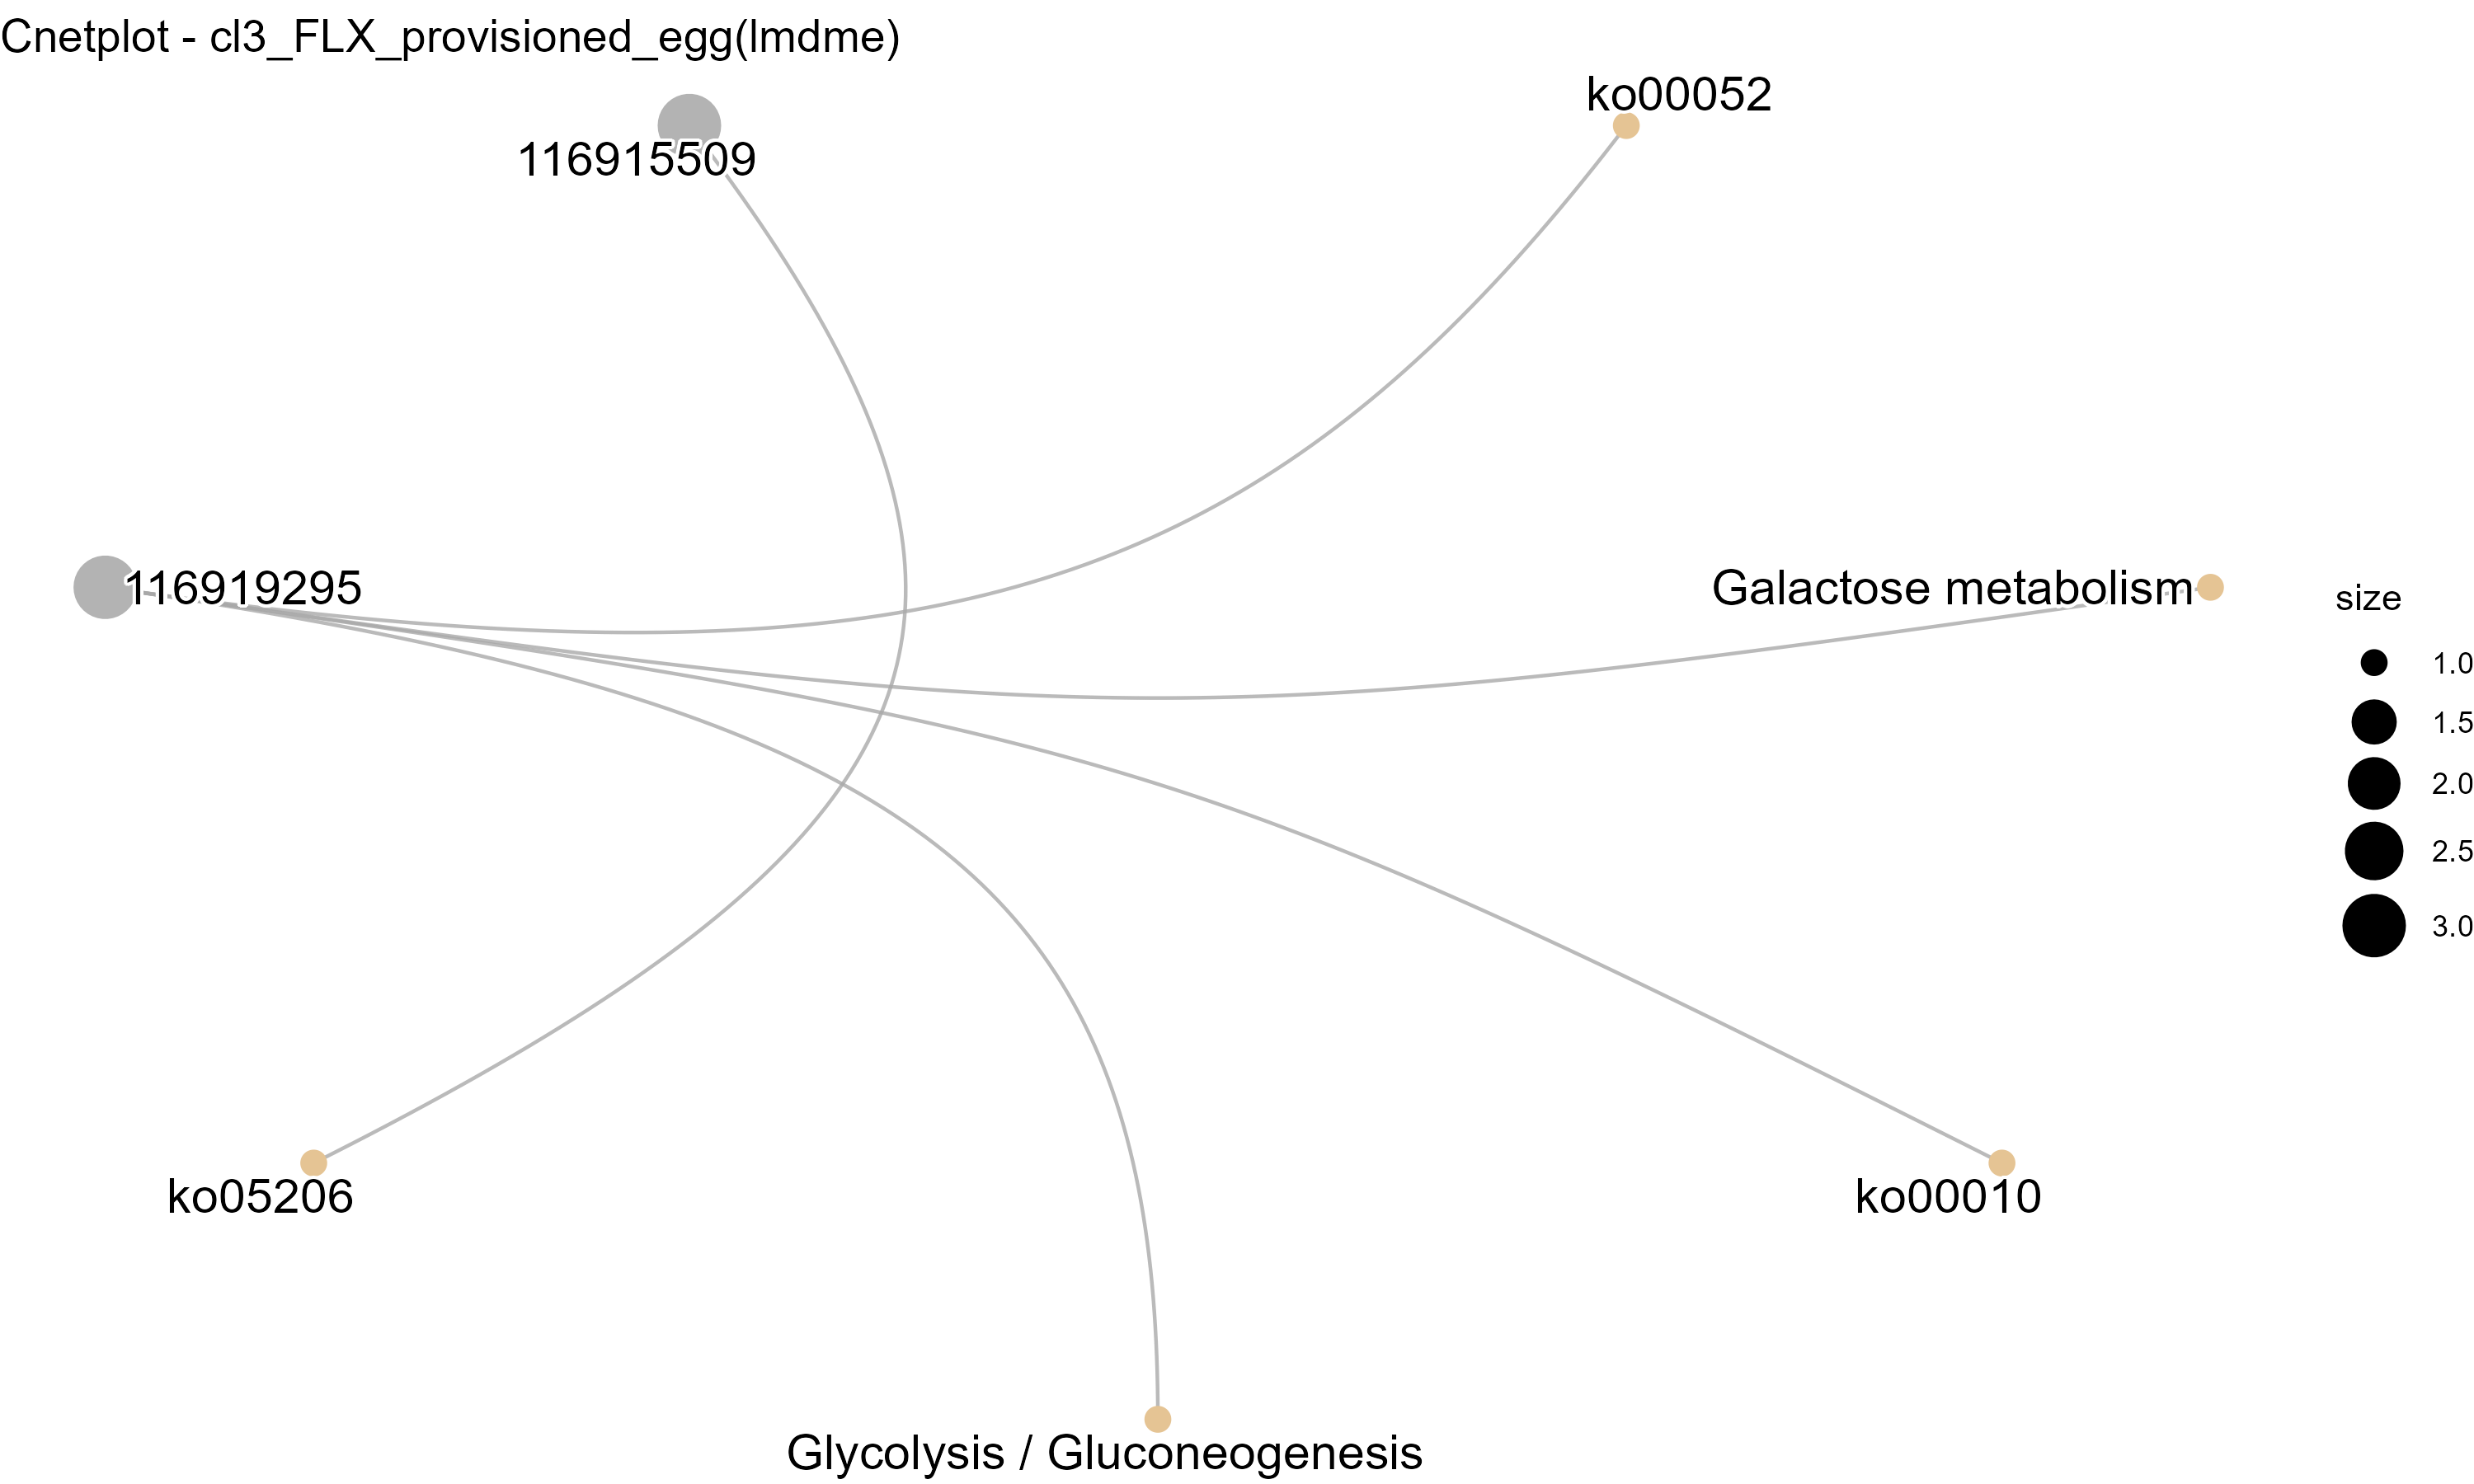 Cnetplot - cl3_FLX_provisioned_egg(lmdme)
ko00052
116915509
116919295
Galactose metabolism
size
1.0
1.5
2.0
2.5
3.0
ko05206
ko00010
Glycolysis / Gluconeogenesis